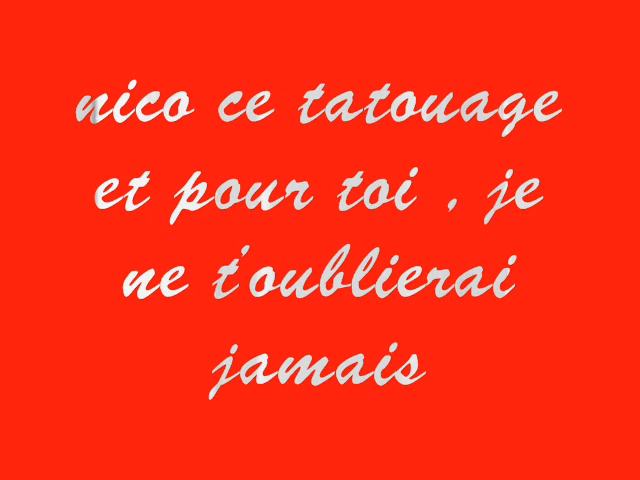 nico ce tatouage
et pour toi , je
ne t'oublierai
jamais